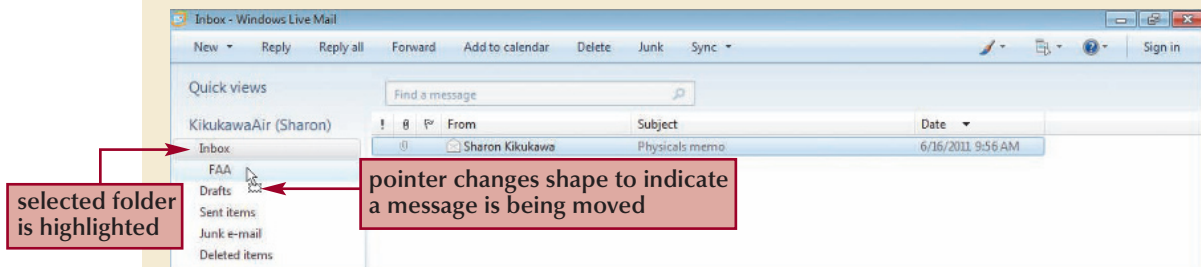 Inbox - Windows Live Mail
New Reply Reply all Forward Add to calendar Delete Junk Sync Sign in
Quick views
Find a message
KikukawaAir (Sharon)
! From Subject Date
Inbox
Sharon Kikukawa Physicals memo 6/16/2011 9:56 AM
FAA
Drafts
Sent items
Junk e-mail
Deleted items
selected folder
is highlighted
pointer changes shape to indicate
a message is being moved